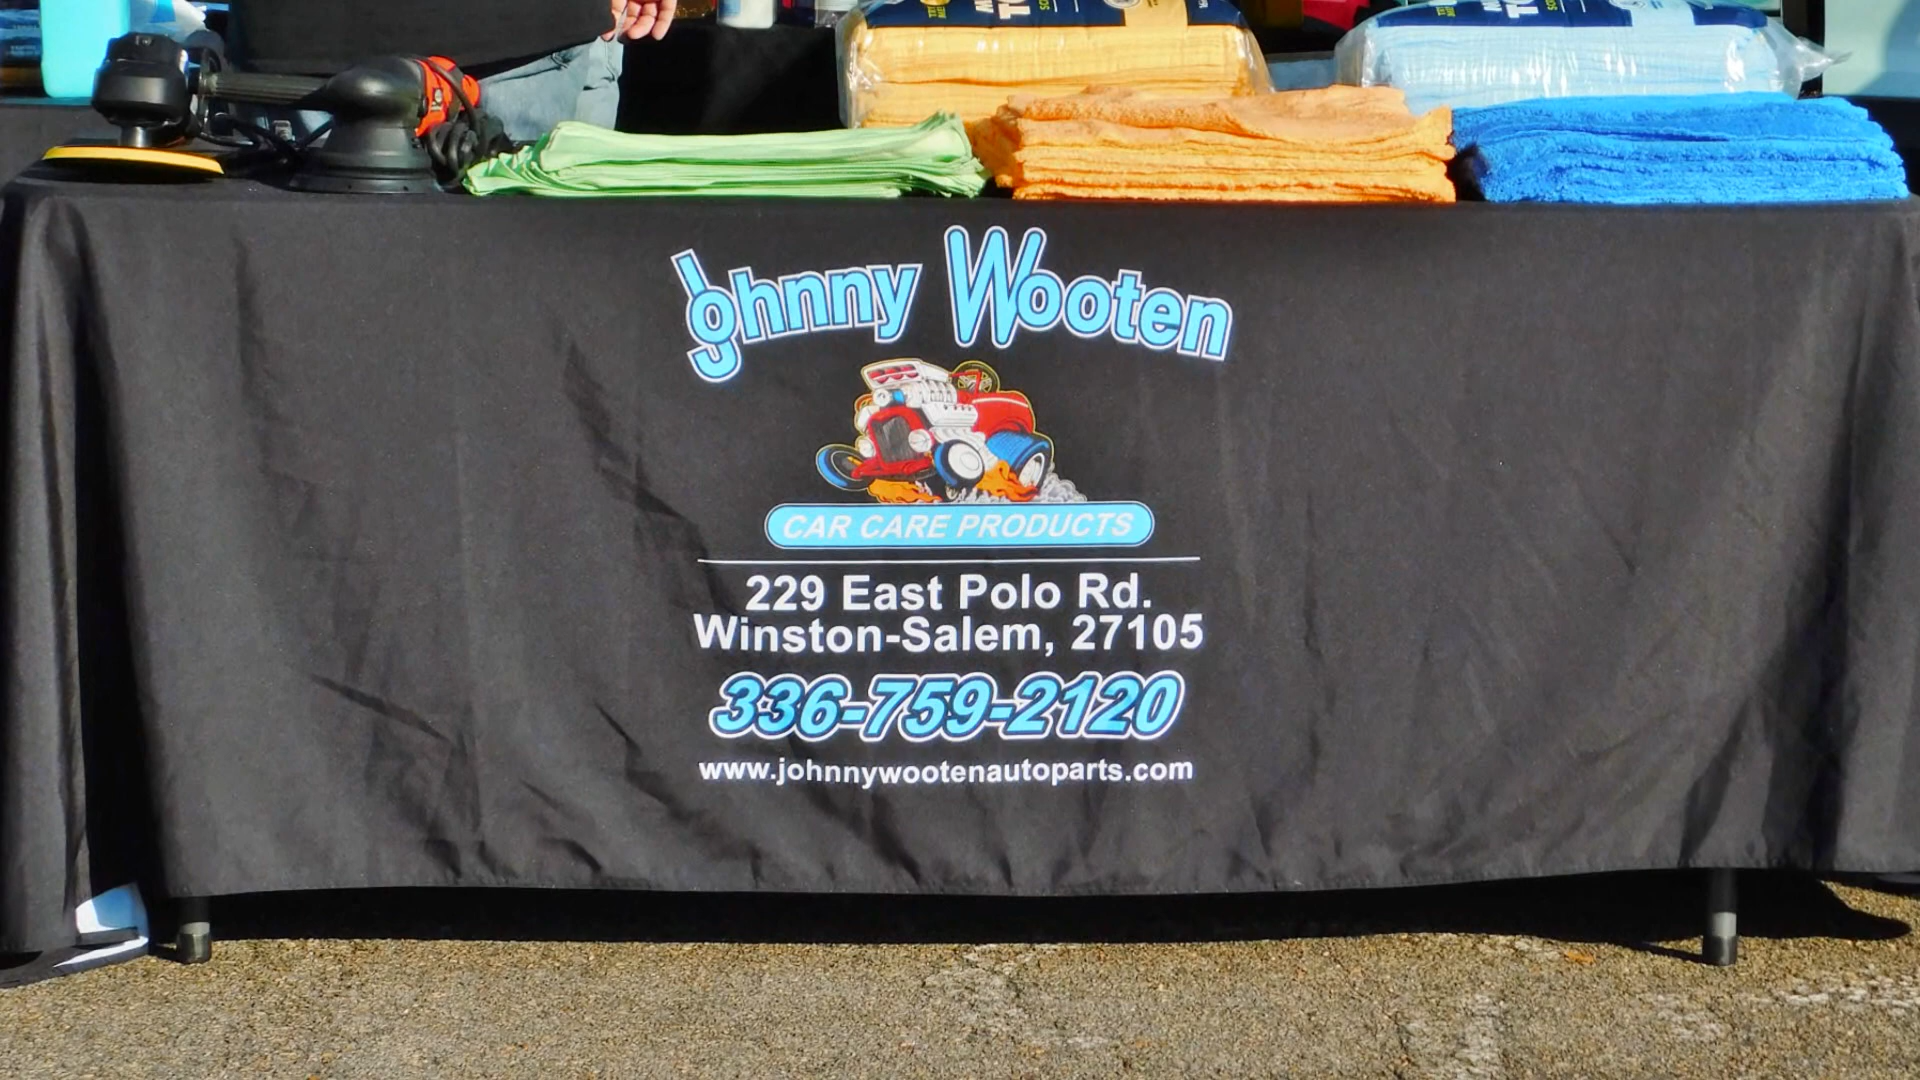 Johnny Wooten
CAR CARE PRODUCTS
229 East Polo Rd.
Winston-Salem, 27105
336-759-2120
www.johnnywootenautoparts.com